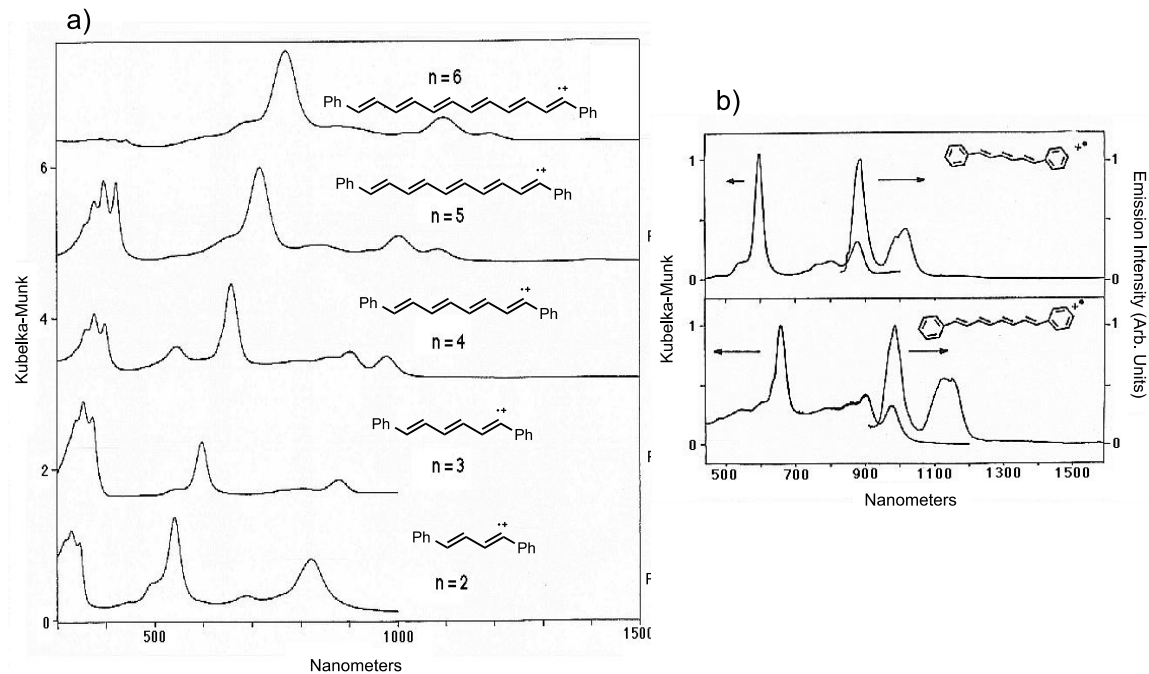 a)
n=6
Ph
·+
Ph
6
Ph
·+
Ph
n=5
F
4
Ph
·+
Ph
n=4
Kubelka-Munk
Ph
·+
Ph
n=3
2
F
Ph
·+
Ph
n=2
F
0
500
1000
1500
Nanometers
b)
+•
1
1
0
0
+•
1
1
0
0
Kubelka-Munk
Emission Intensity (Arb. Units)
500
700
900
1100
1300
1500
Nanometers